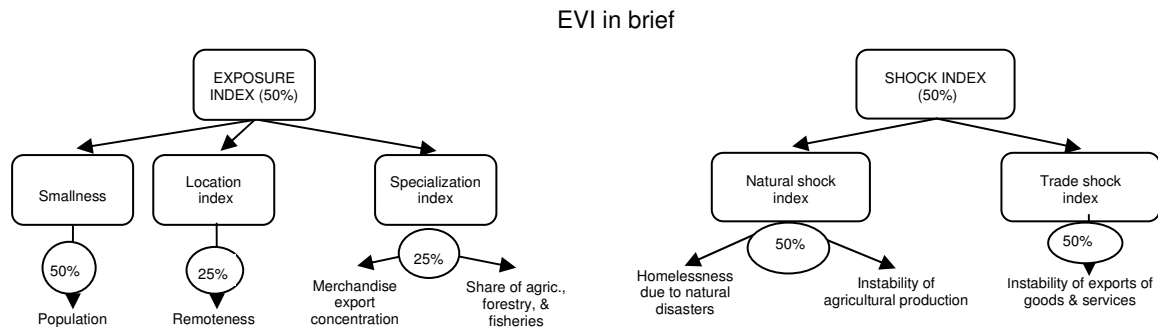 EVI in brief
EXPOSURE
INDEX (50%)
SHOCK INDEX
(50%)
Smallness
Location
index
Specialization
index
Natural shock
index
Trade shock
index
50%
25%
25%
50%
50%
Population
Remoteness
Merchandise
export
concentration
Share of agric.,
forestry, &
fisheries
Homelessness
due to natural
disasters
Instability of
agricultural production
Instability of exports of
goods & services